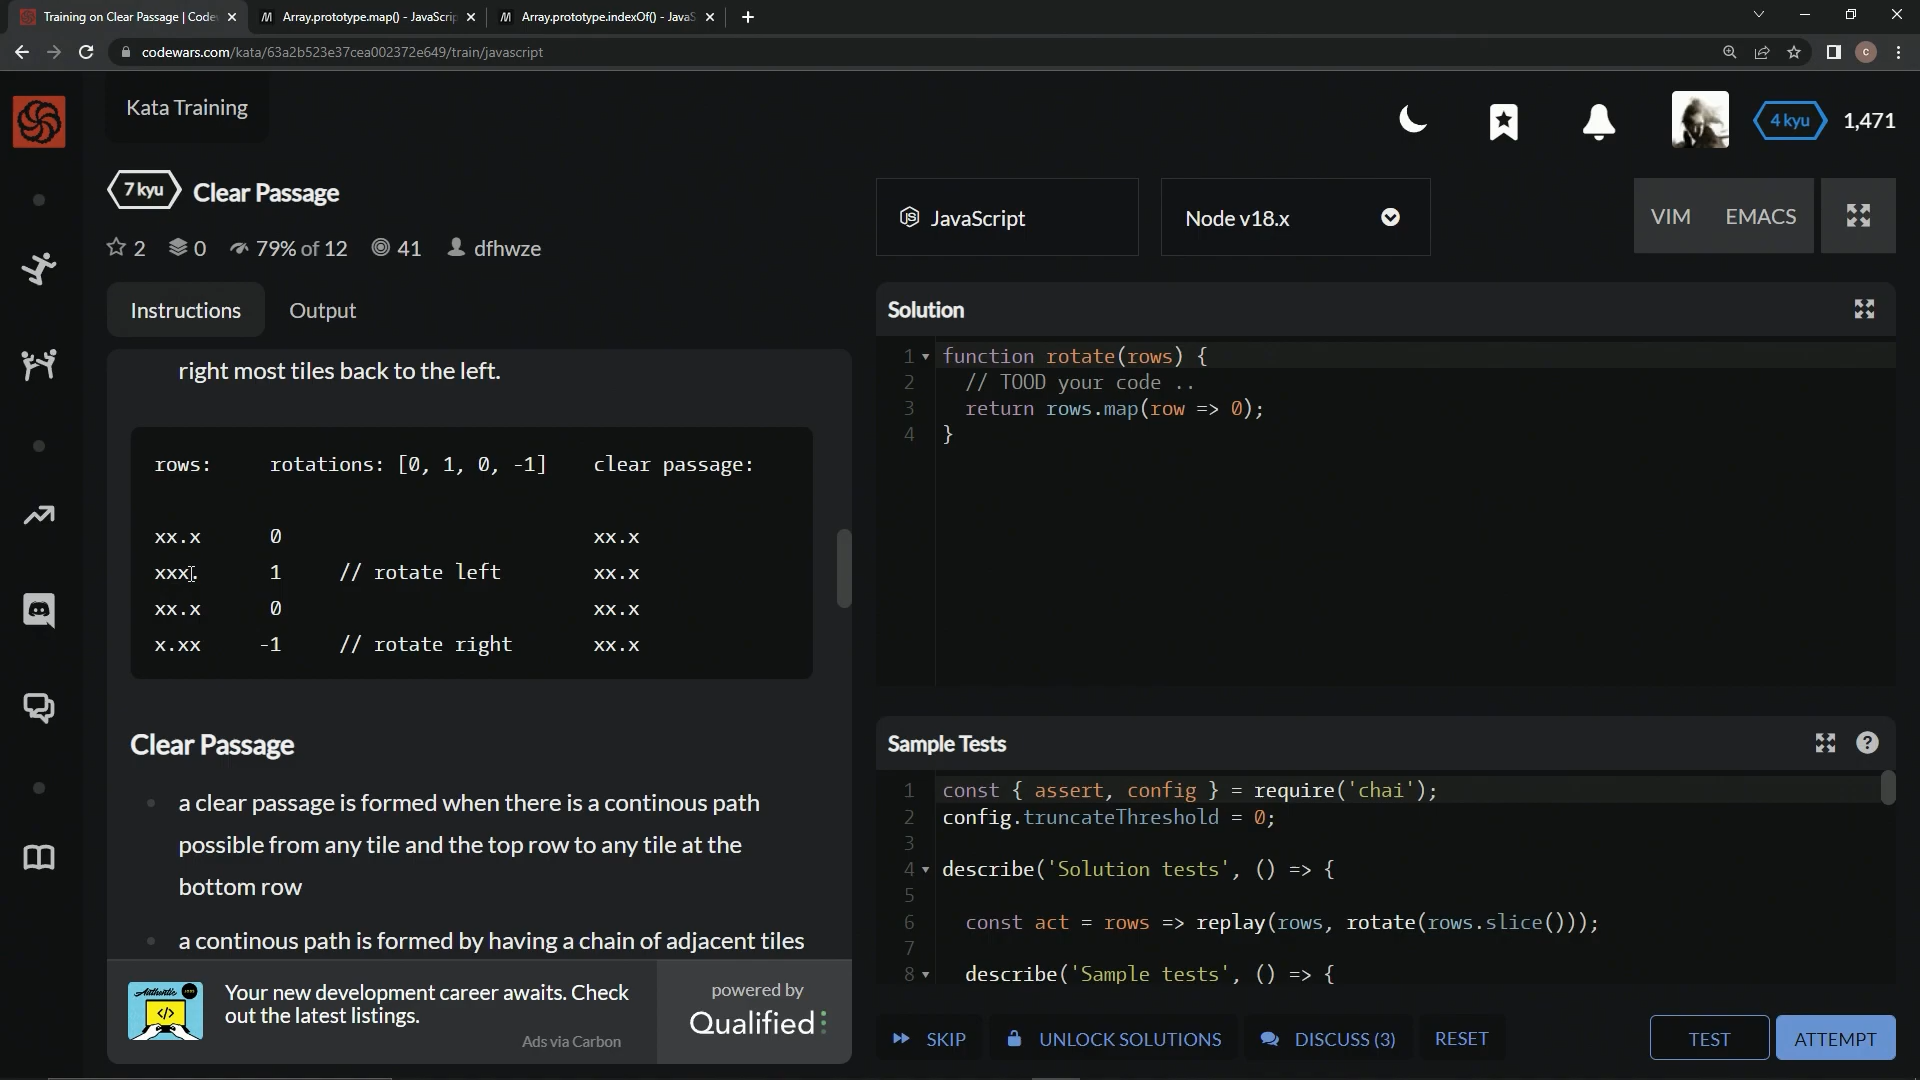 Training on Clear Passage | Code
Array.prototype.map() - JavaScrip
Array.prototype.indexOf() - JavaS
codewars.com/kata/63a2b523e37cea002372e649/train/javascript
C
Kata Training
4 kyu
1,471
7 kyu
Clear Passage
2
0
79% of 12
41
dfhwze
JavaScript
Node v18.x
VIM
EMACS
Instructions
Output
right most tiles back to the left.
rows: rotations: [0, 1, 0, -1] clear passage:
xx.x 0 xx.x
xxx. 1 // rotate left xx.x
xx.x 0 xx.x
x.xx -1 // rotate right xx.x
Clear Passage
a clear passage is formed when there is a continous path
possible from any tile and the top row to any tile at the
bottom row
a continous path is formed by having a chain of adjacent tiles
Authentic
</>
Your new development career awaits. Check
out the latest listings.
Ads via Carbon
powered by
Qualified
Solution
1 function rotate(rows) {
2 // TOOD your code ..
3 return rows.map(row => 0);
4 }
Sample Tests
?
1 const { assert, config } = require('chai');
2 config.truncateThreshold = 0;
3
4 describe('Solution tests', () => {
5
6 const act = rows => replay(rows, rotate(rows.slice()));
7
8 describe('Sample tests', () => {
SKIP
UNLOCK SOLUTIONS
DISCUSS (3)
RESET
TEST
ATTEMPT